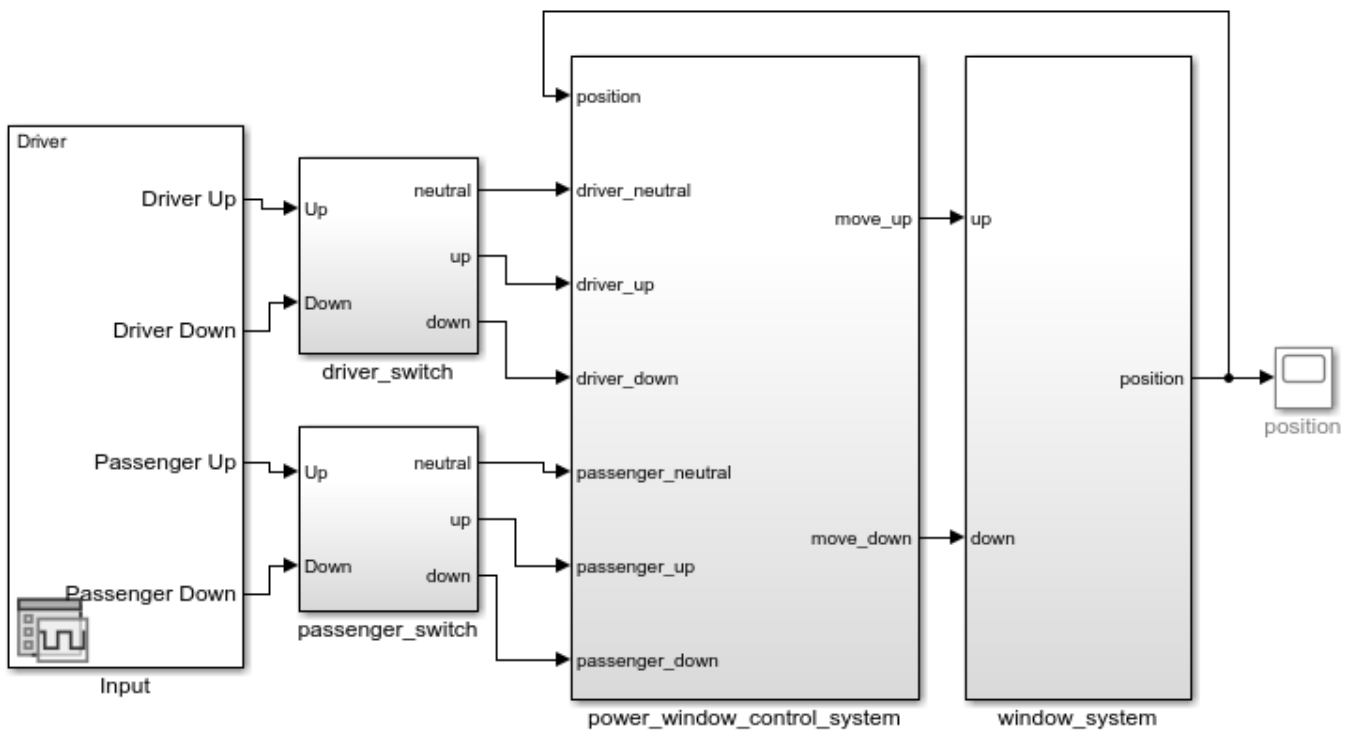 Driver
Driver Up
Driver Down
Passenger Up
Passenger Down
Input
Up
Down
neutral
up
down
driver_switch
Up
Down
neutral
up
down
passenger_switch
position
driver_neutral
driver_up
driver_down
passenger_neutral
passenger_up
passenger_down
move_up
move_down
power_window_control_system
up
down
position
window_system
position